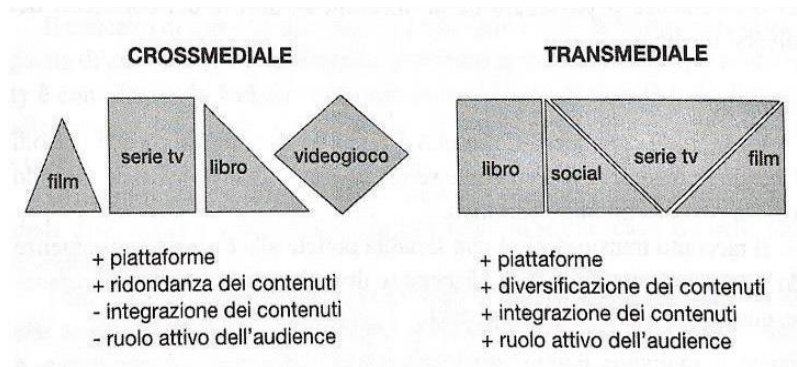 CROSSMEDIALE
film
serie tv
libro
videogioco
+ piattaforme
+ ridondanza dei contenuti
- integrazione dei contenuti
- ruolo attivo dell'audience
TRANSMEDIALE
libro
social
serie tv
film
+ piattaforme
+ diversificazione dei contenuti
+ integrazione dei contenuti
+ ruolo attivo dell'audience